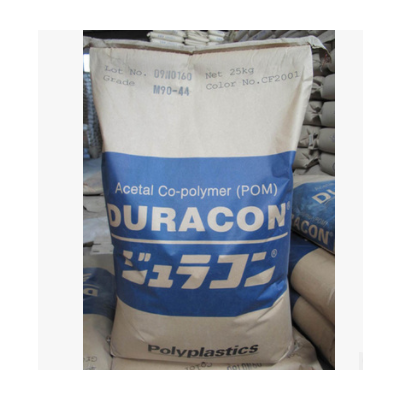 Lot No. 09N0T60 Net 25kg
Grade M90-44 Color No. CF2001
Acetal Co-polymer (POM)
DURACON®
ジュラコン®
Polyplastics